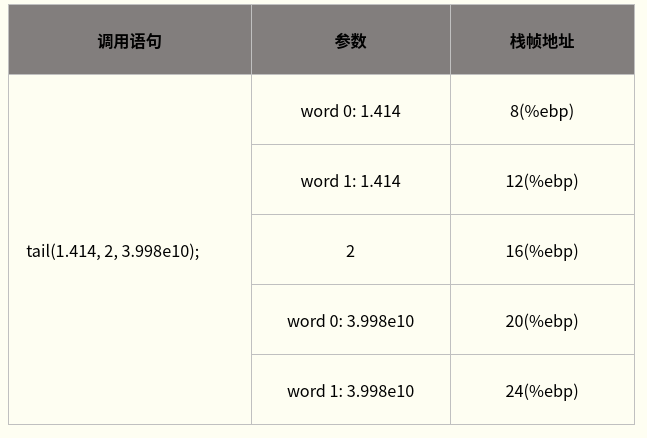 调用语句 参数 栈帧地址
word 0: 1.414 8(%ebp)
word 1: 1.414 12(%ebp)
tail(1.414, 2, 3.998e10); 2 16(%ebp)
word 0: 3.998e10 20(%ebp)
word 1: 3.998e10 24(%ebp)